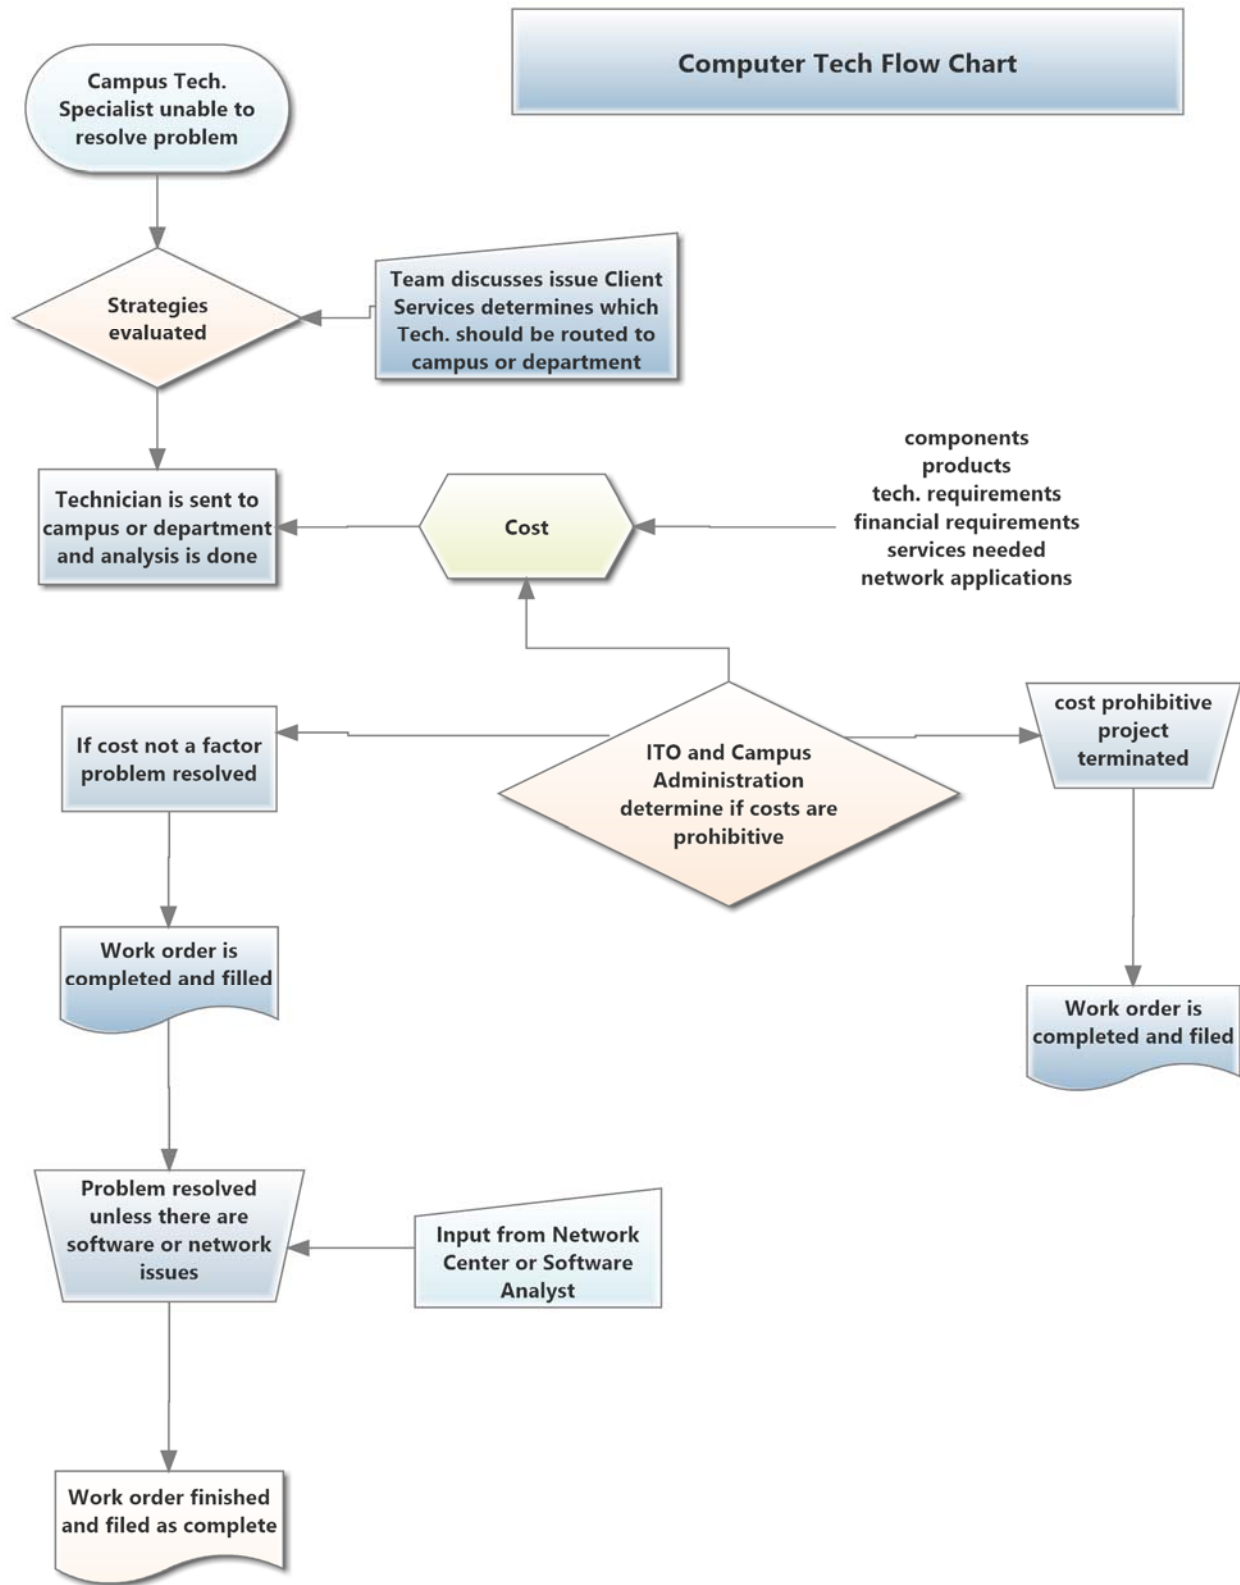 Computer Tech Flow Chart
Campus Tech.
Specialist unable to
resolve problem
Strategies
evaluated
Team discusses issue Client
Services determines which
Tech. should be routed to
campus or department
Technician is sent to
campus or department
and analysis is done
Cost
components
products
tech. requirements
financial requirements
services needed
network applications
If cost not a factor
problem resolved
ITO and Campus
Administration
determine if costs are
prohibitive
cost prohibitive
project
terminated
Work order is
completed and filled
Work order is
completed and filed
Problem resolved
unless there are
software or network
issues
Input from Network
Center or Software
Analyst
Work order finished
and filed as complete